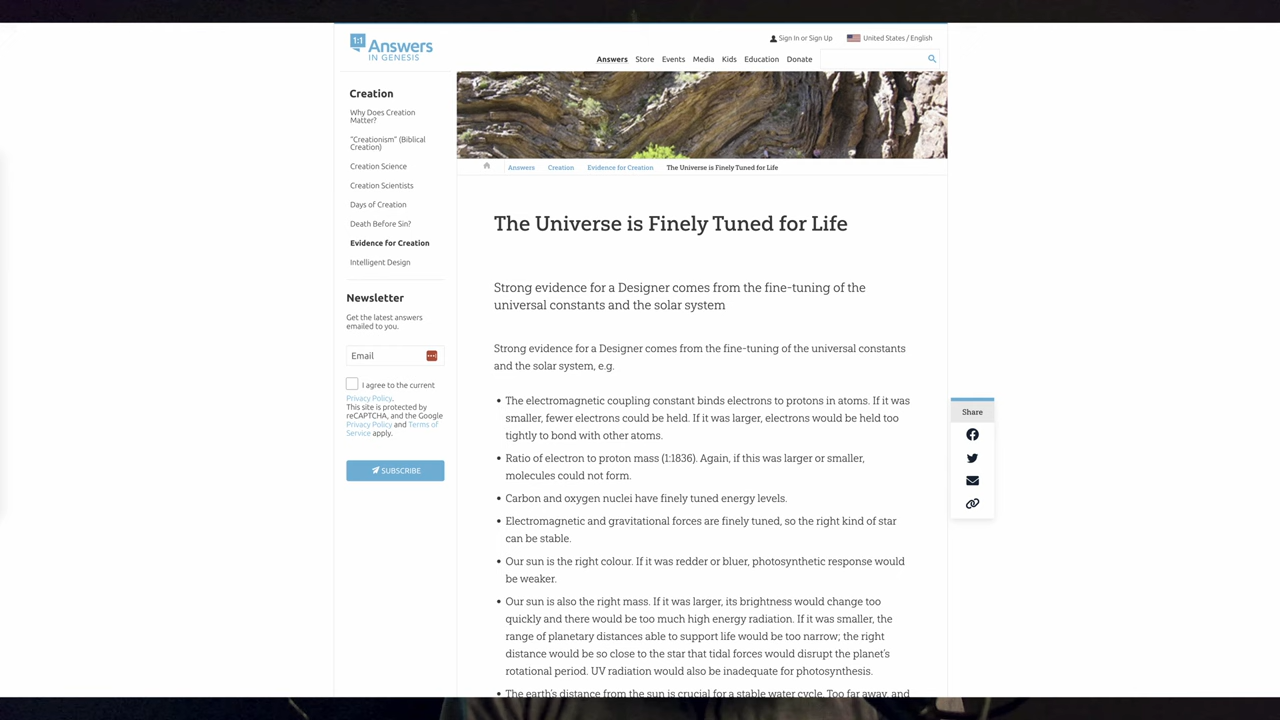 1:1
Answers
IN GENESIS
Sign In or Sign Up
United States / English
Answers Store Events Media Kids Education Donate
Creation
Why Does Creation
Matter?
"Creationism" (Biblical
Creation)
Creation Science
Creation Scientists
Days of Creation
Death Before Sin?
Evidence for Creation
Intelligent Design
Newsletter
Get the latest answers
emailed to you.
Email
I agree to the current
Privacy Policy.
This site is protected by
reCAPTCHA, and the Google
Privacy Policy and Terms of
Service apply.
SUBSCRIBE
Answers Creation Evidence for Creation The Universe is Finely Tuned for Life
The Universe is Finely Tuned for Life
Strong evidence for a Designer comes from the fine-tuning of the
universal constants and the solar system
Strong evidence for a Designer comes from the fine-tuning of the universal constants
and the solar system, e.g.
• The electromagnetic coupling constant binds electrons to protons in atoms. If it was
smaller, fewer electrons could be held. If it was larger, electrons would be held too
tightly to bond with other atoms.
• Ratio of electron to proton mass (1:1836). Again, if this was larger or smaller,
molecules could not form.
• Carbon and oxygen nuclei have finely tuned energy levels.
• Electromagnetic and gravitational forces are finely tuned, so the right kind of star
can be stable.
• Our sun is the right colour. If it was redder or bluer, photosynthetic response would
be weaker.
• Our sun is also the right mass. If it was larger, its brightness would change too
quickly and there would be too much high energy radiation. If it was smaller, the
range of planetary distances able to support life would be too narrow; the right
distance would be so close to the star that tidal forces would disrupt the planet's
rotational period. UV radiation would also be inadequate for photosynthesis.
• The earth's distance from the sun is crucial for a stable water cycle. Too far away, and
Share